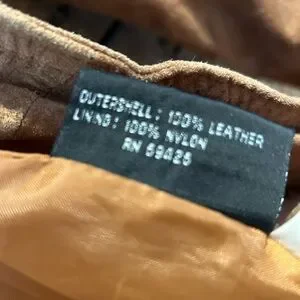 OUTERSHELL: 100% LEATHER
LINING: 100% NYLON
RN 59425